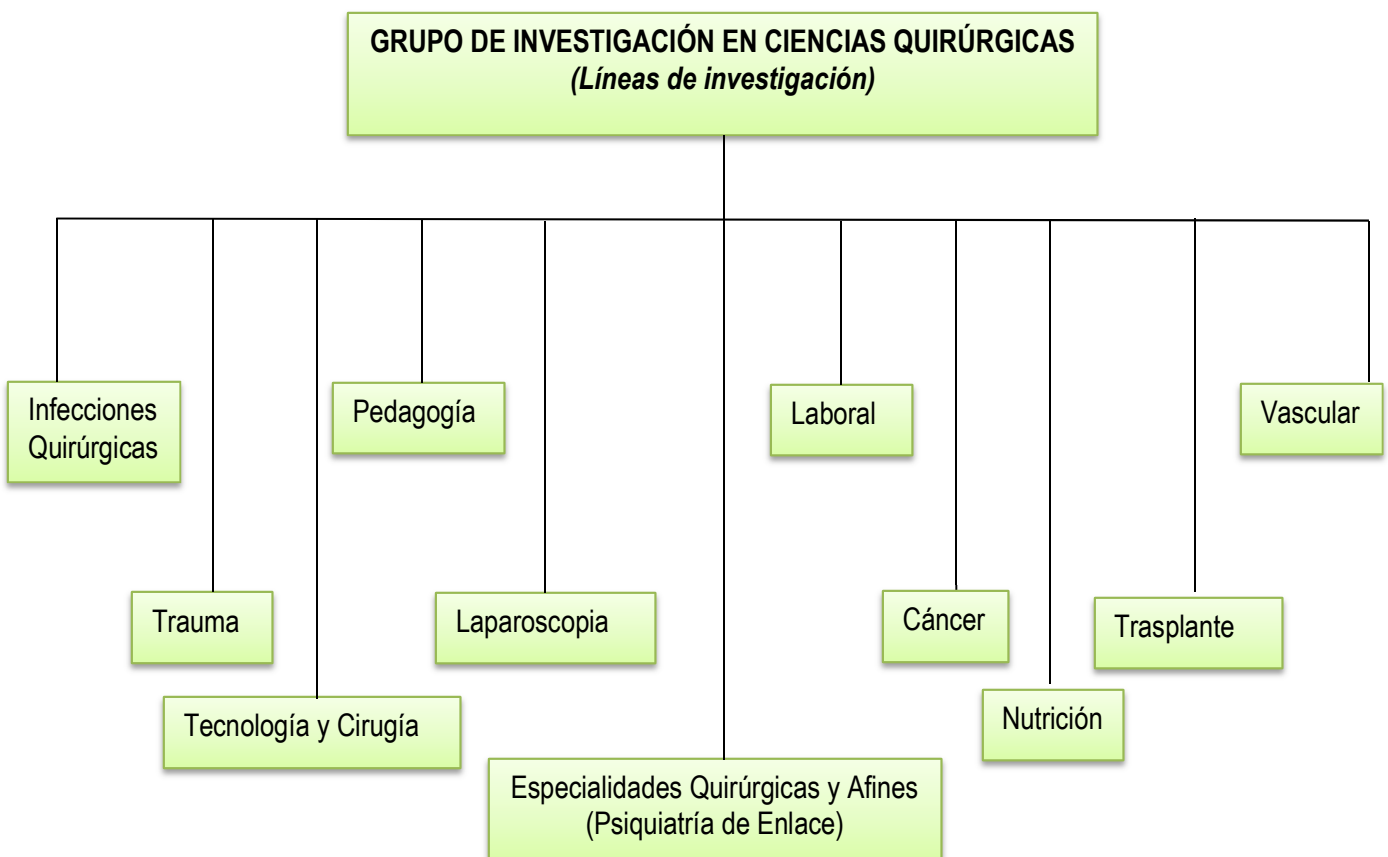 GRUPO DE INVESTIGACIÓN EN CIENCIAS QUIRÚRGICAS
(Líneas de investigación)
Infecciones
Quirúrgicas
Pedagogía
Laboral
Vascular
Trauma
Laparoscopia
Cáncer
Trasplante
Tecnología y Cirugía
Nutrición
Especialidades Quirúrgicas y Afines
(Psiquiatría de Enlace)